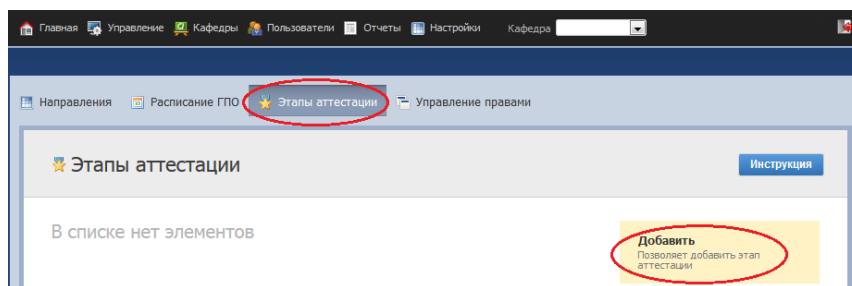 Главная Управление Кафедры Пользователи Отчеты Настройки Кафедра
Направления Расписание ГПО Этапы аттестации Управление правами
Этапы аттестации
Инструкция
В списке нет элементов
Добавить
Позволяет добавить этап
аттестации